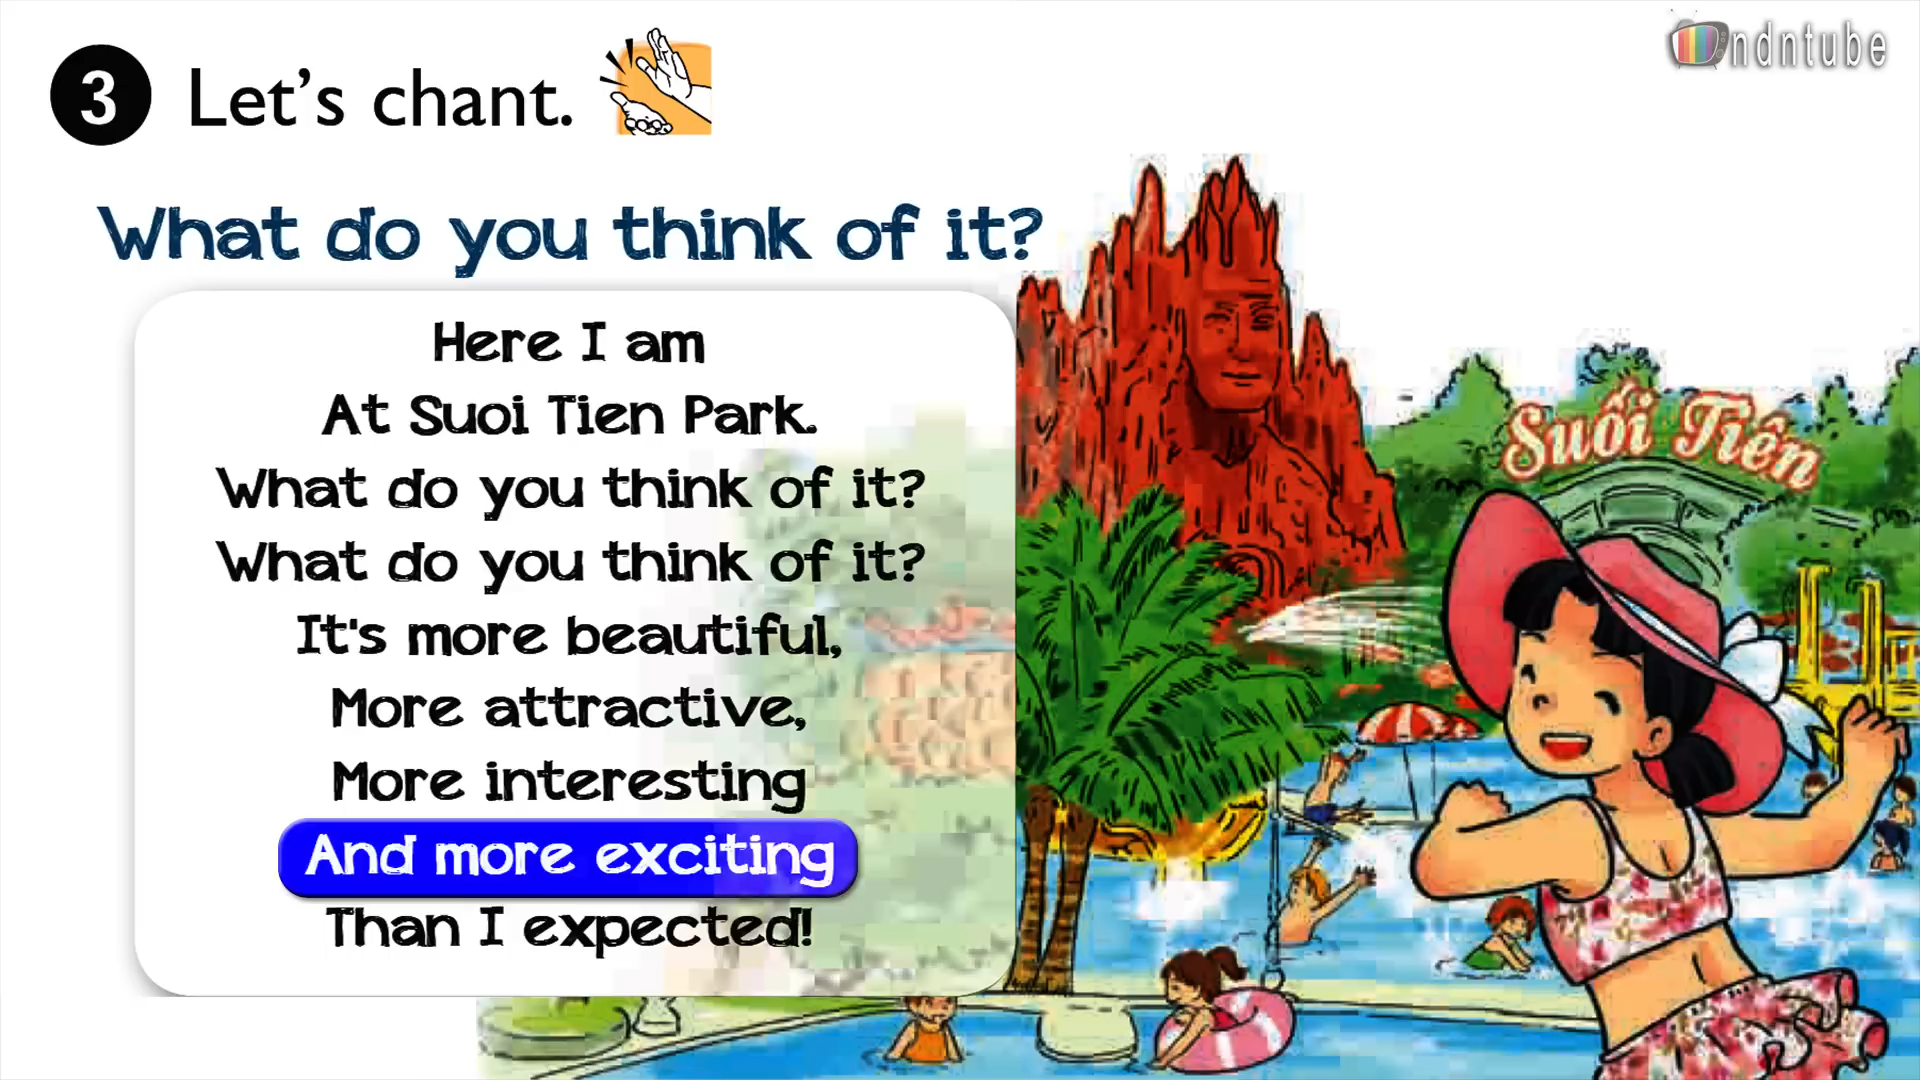 3 Let's chant.
ndntube
What do you think of it?
Here I am
At Suoi Tien Park.
What do you think of it?
What do you think of it?
It's more beautiful,
More attractive,
More interesting
And more exciting
Than I expected!
Suối Tiên